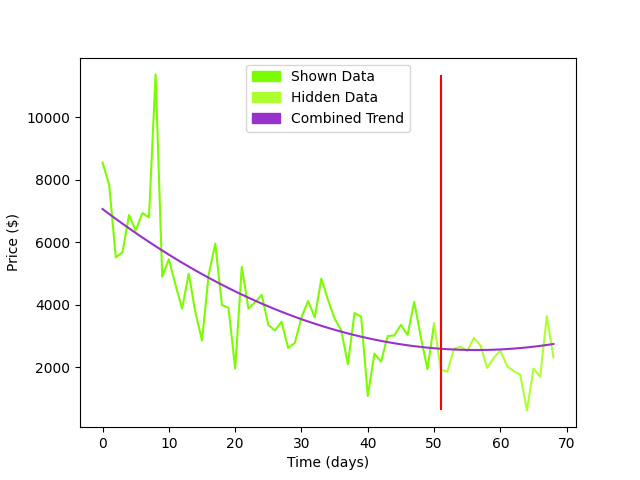 Shown Data
Hidden Data
Combined Trend
Price ($)
10000
8000
6000
4000
2000
0 10 20 30 40 50 60 70
Time (days)